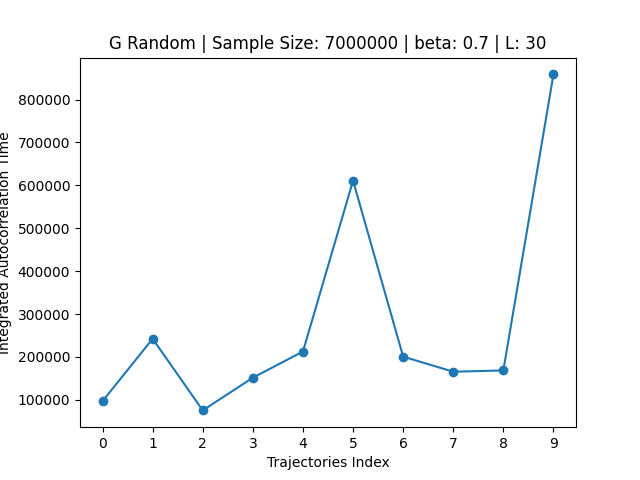 G Random | Sample Size: 7000000 | beta: 0.7 | L: 30
800000
700000
600000
500000
400000
300000
200000
100000
Integrated Autocorrelation Time
0 1 2 3 4 5 6 7 8 9
Trajectories Index